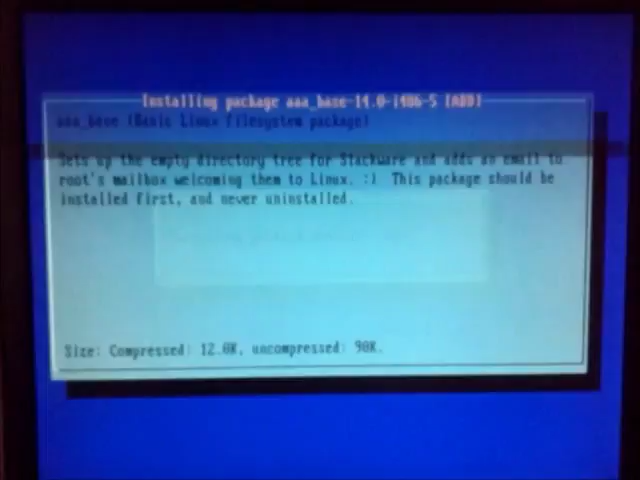 Installing package aaa_base-14.0-i486-5 [ADD]
aaa_base (Basic Linux filesystem package)
Sets up the empty directory tree for Slackware and adds an email to
root's mailbox welcoming them to Linux. :) This package should be
installed first, and never uninstalled.
Size: Compressed: 12.0K, uncompressed: 90K.